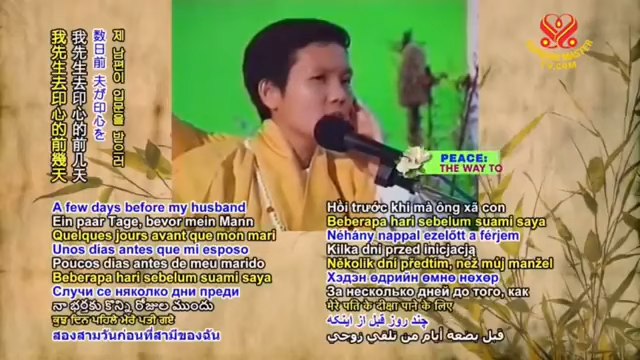 제 남편이 입문을 받으러
数日前 夫が印心を
我先生去印心的前几天
我先生去印心的前幾天
PEACE:
THE WAY TO
A few days before my husband
Ein paar Tage, bevor mein Mann
Quelques jours avant que mon mari
Unos días antes que mi esposo
Poucos dias antes de meu marido
Beberapa hari sebelum suami saya
Случи се няколко дни преди
నా భర్తకు కొన్ని రోజుల ముందు
ਕੁਝ ਦਿਨ ਪਹਿਲੇ ਮੇਰੇ ਪਤੀ ਗਏ
สองสามวันก่อนที่สามีของฉัน
Hồi trước khi mà ông xã con
Beberapa hari sebelum suami saya
Néhány nappal ezelőtt a férjem
Kilka dni przed inicjacją
Několik dní předtím, než můj manžel
Хэдэн өдрийн өмнө нөхөр
За несколько дней до того, как
मेरे पति के दीक्षा पाने के लिए
چند روز قبل از اینکه
قبل بضعة أيام من تلقي زوجي